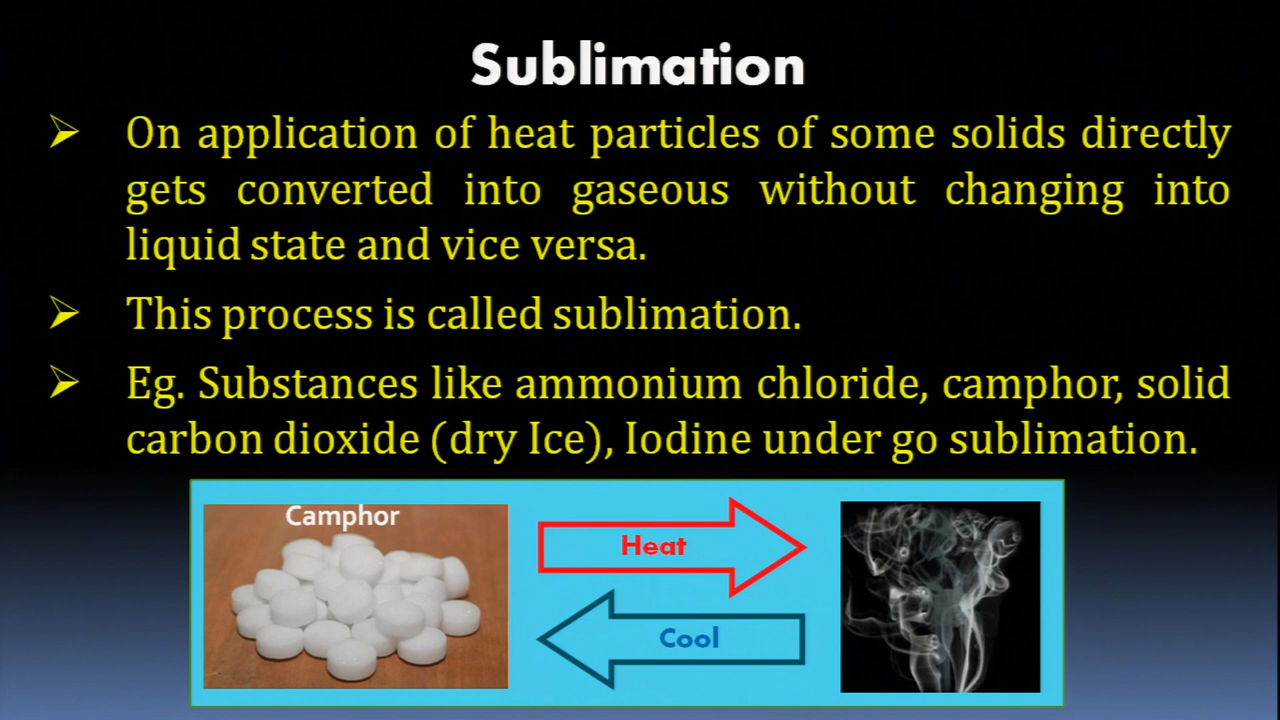 Sublimation
On application of heat particles of some solids directly
gets converted into gaseous without changing into
liquid state and vice versa.
This process is called sublimation.
Eg. Substances like ammonium chloride, camphor, solid
carbon dioxide (dry Ice), Iodine under go sublimation.
Camphor
Heat
Cool